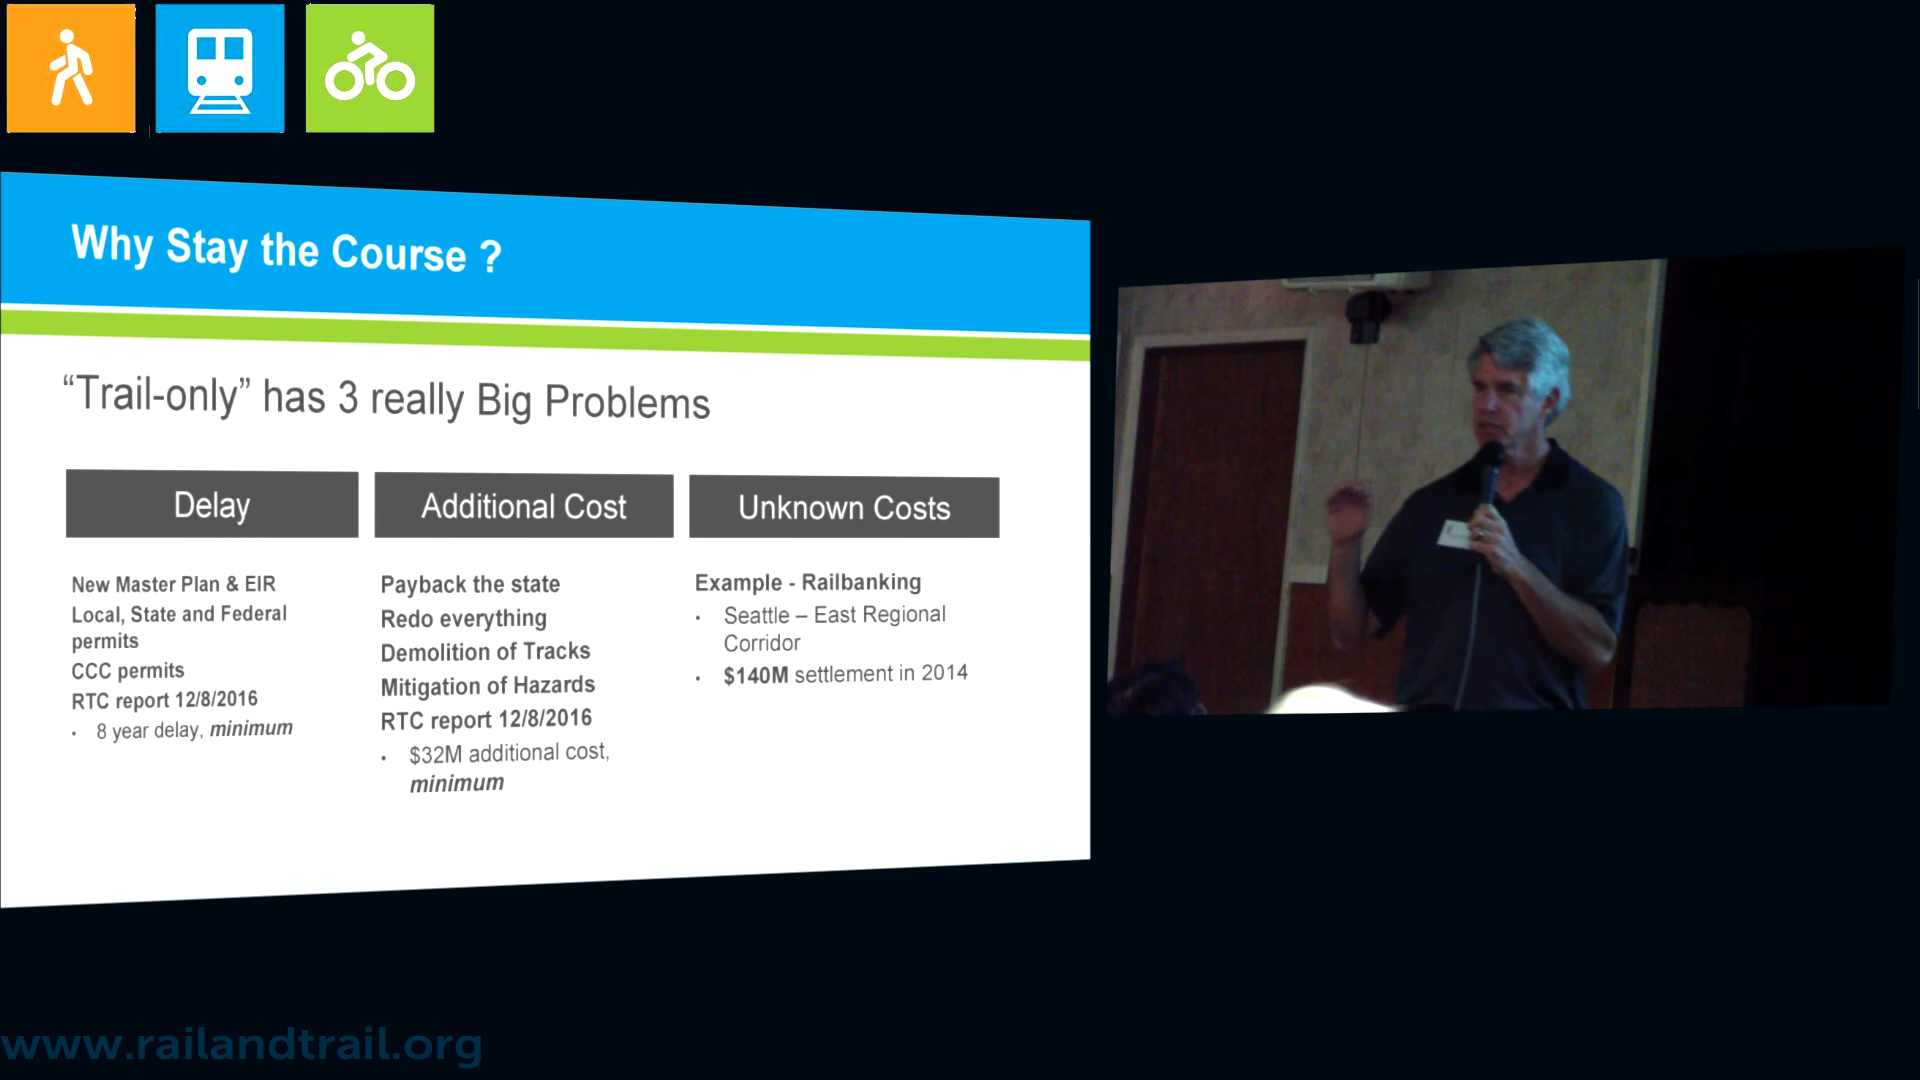 Why Stay the Course ?
“Trail-only” has 3 really Big Problems
Delay
New Master Plan & EIR
Local, State and Federal
permits
CCC permits
RTC report 12/8/2016
• 8 year delay, minimum
Additional Cost
Payback the state
Redo everything
Demolition of Tracks
Mitigation of Hazards
RTC report 12/8/2016
• $32M additional cost,
minimum
Unknown Costs
Example - Railbanking
• Seattle – East Regional
Corridor
• $140M settlement in 2014
www.railandtrail.org